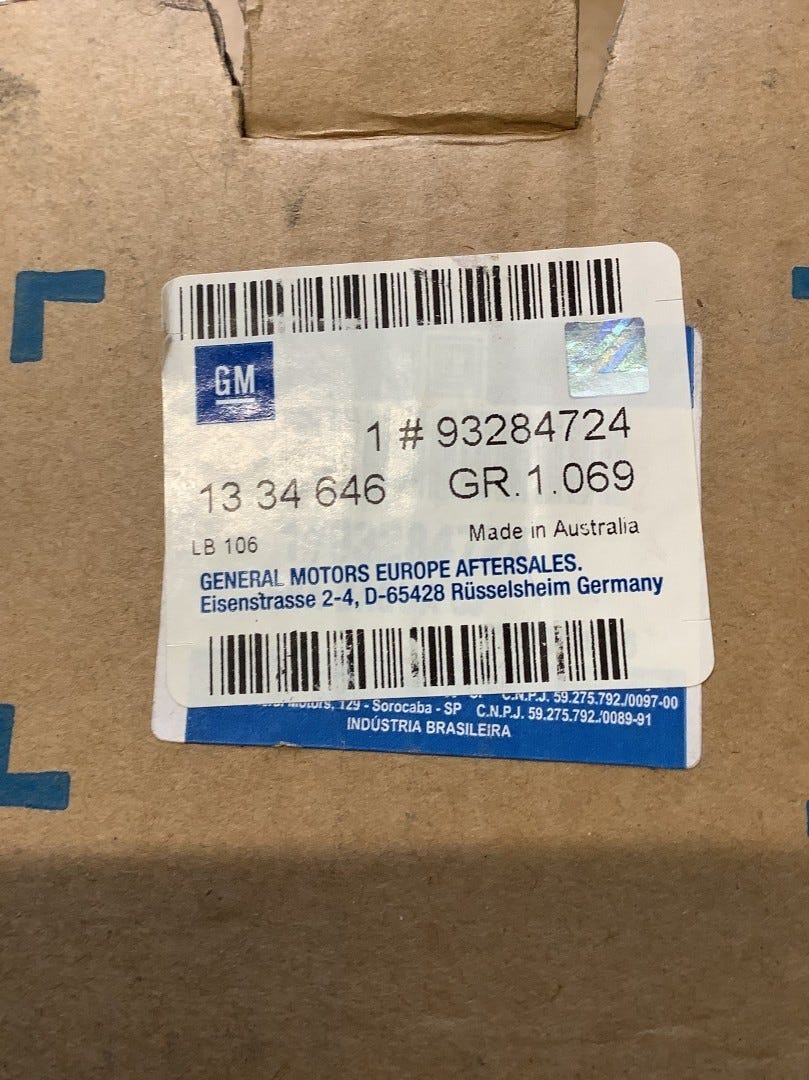 GM
1 # 93284724
13 34 646 GR.1.069
LB 106 Made in Australia
GENERAL MOTORS EUROPE AFTERSALES.
Eisenstrasse 2-4, D-65428 Rüsselsheim Germany
C.N.P.J. 59.275.792./0097-00
Motors, 129 - Sorocaba - SP C.N.P.J. 59.275.792./0089-91
INDÚSTRIA BRASILEIRA